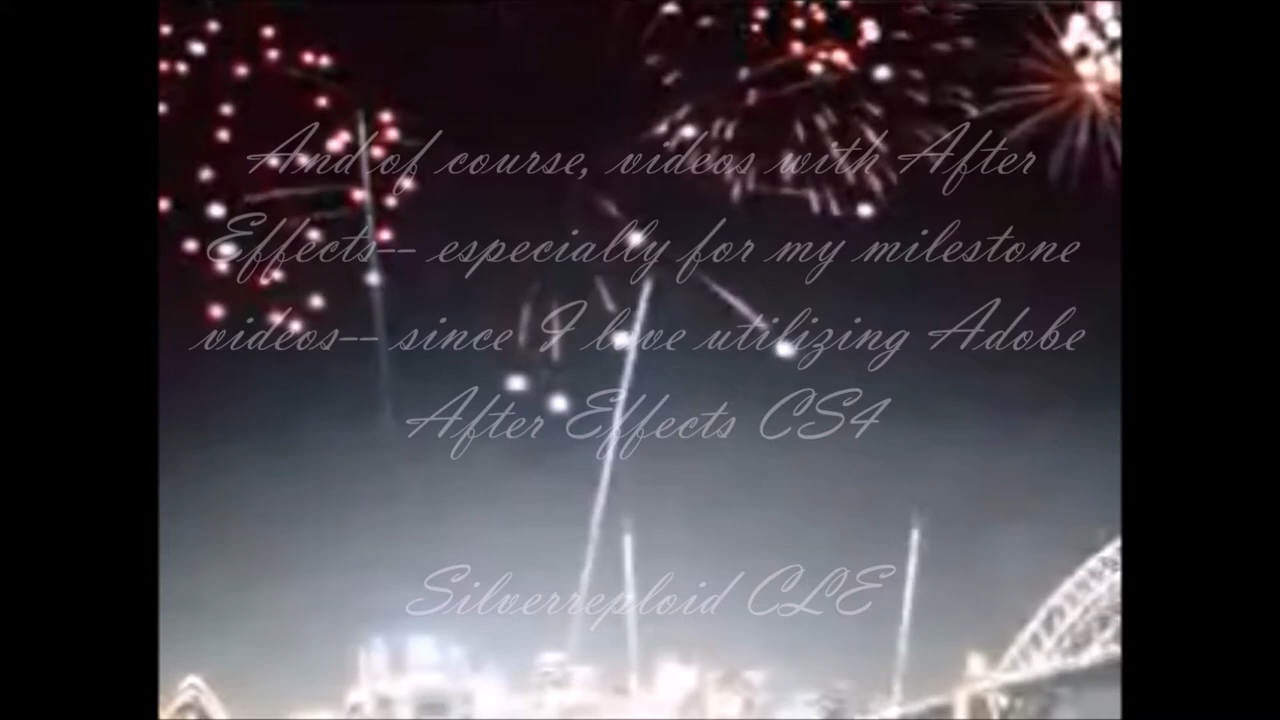 And of course, videos with After
Effects-- especially for my milestone
videos-- since I love utilizing Adobe
After Effects CS4
Silverreploid CLE